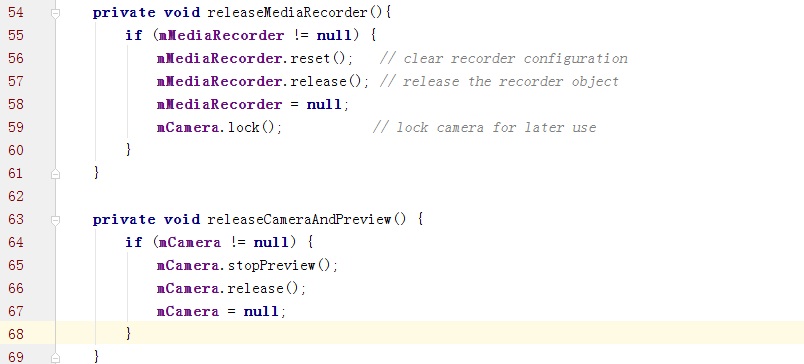 54 private void releaseMediaRecorder(){
55 if (mMediaRecorder != null) {
56 mMediaRecorder.reset(); // clear recorder configuration
57 mMediaRecorder.release(); // release the recorder object
58 mMediaRecorder = null;
59 mCamera.lock(); // lock camera for later use
60 }
61 }
62
63 private void releaseCameraAndPreview() {
64 if (mCamera != null) {
65 mCamera.stopPreview();
66 mCamera.release();
67 mCamera = null;
68 }
69 }